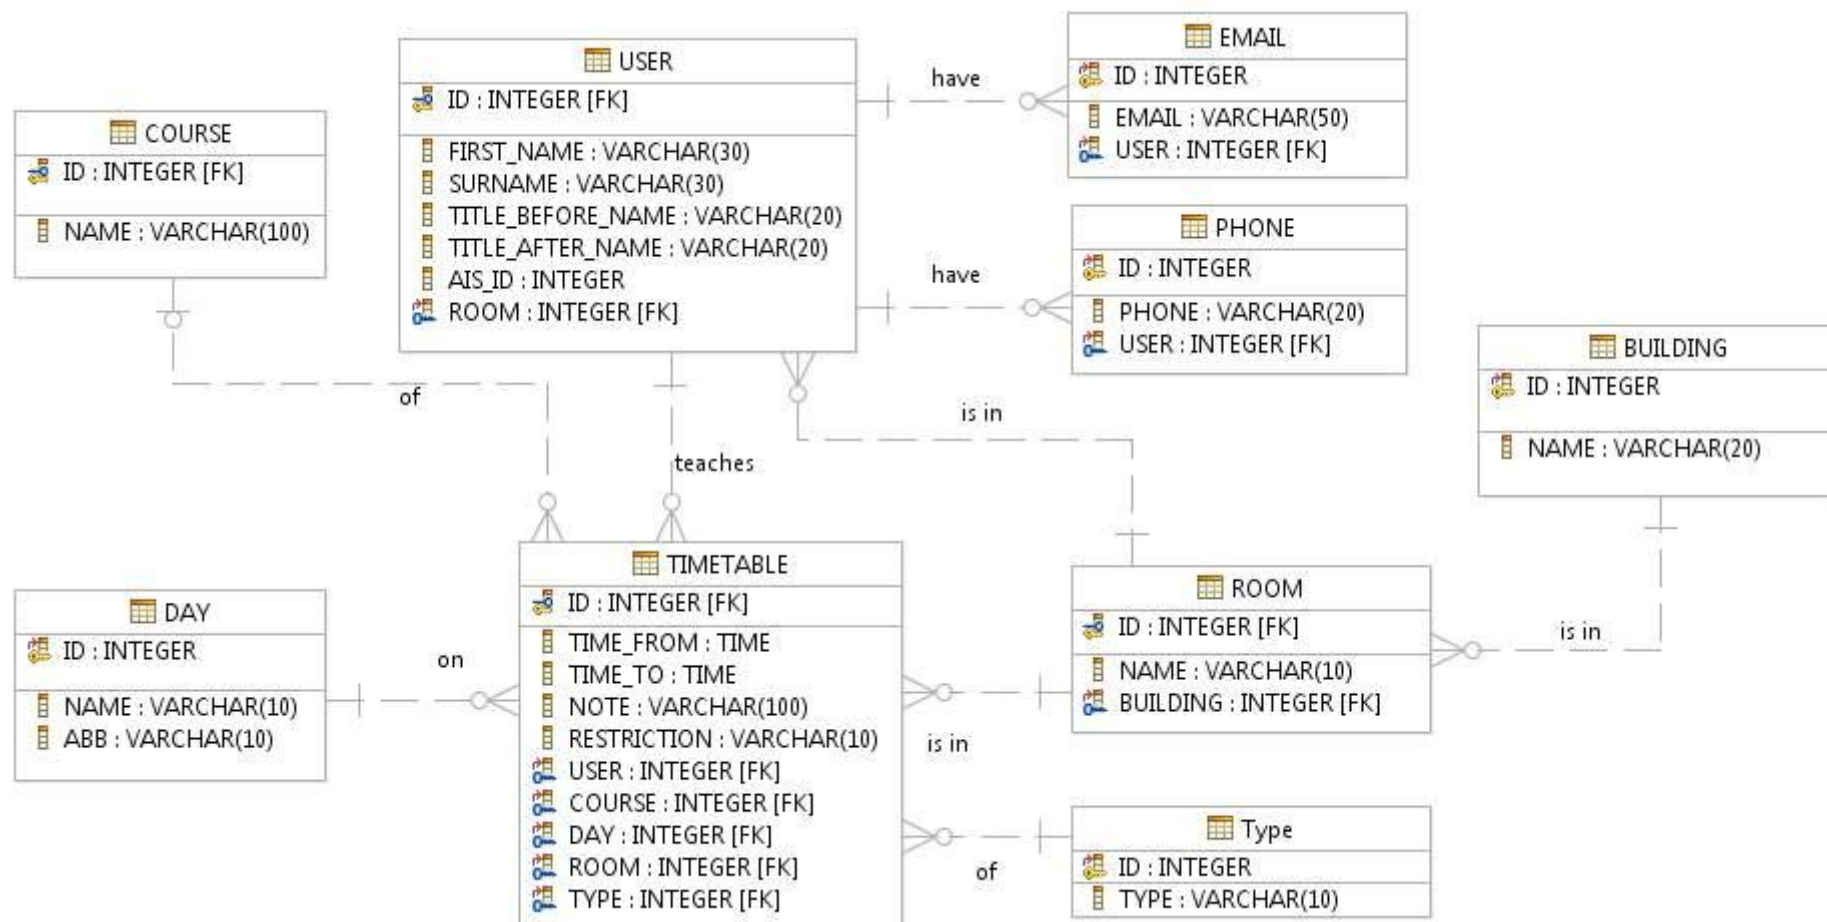 USER
ID : INTEGER [FK]
FIRST_NAME : VARCHAR(30)
SURNAME : VARCHAR(30)
TITLE_BEFORE_NAME : VARCHAR(20)
TITLE_AFTER_NAME : VARCHAR(20)
AIS_ID : INTEGER
ROOM : INTEGER [FK]
have
EMAIL
ID : INTEGER
EMAIL : VARCHAR(50)
USER : INTEGER [FK]
COURSE
ID : INTEGER [FK]
NAME : VARCHAR(100)
have
PHONE
ID : INTEGER
PHONE : VARCHAR(20)
USER : INTEGER [FK]
BUILDING
ID : INTEGER
NAME : VARCHAR(20)
of
is in
teaches
TIMETABLE
ID : INTEGER [FK]
TIME_FROM : TIME
TIME_TO : TIME
NOTE : VARCHAR(100)
RESTRICTION : VARCHAR(10)
USER : INTEGER [FK]
COURSE : INTEGER [FK]
DAY : INTEGER [FK]
ROOM : INTEGER [FK]
TYPE : INTEGER [FK]
DAY
ID : INTEGER
NAME : VARCHAR(10)
ABB : VARCHAR(10)
on
ROOM
ID : INTEGER [FK]
NAME : VARCHAR(10)
BUILDING : INTEGER [FK]
is in
is in
of
Type
ID : INTEGER
TYPE : VARCHAR(10)